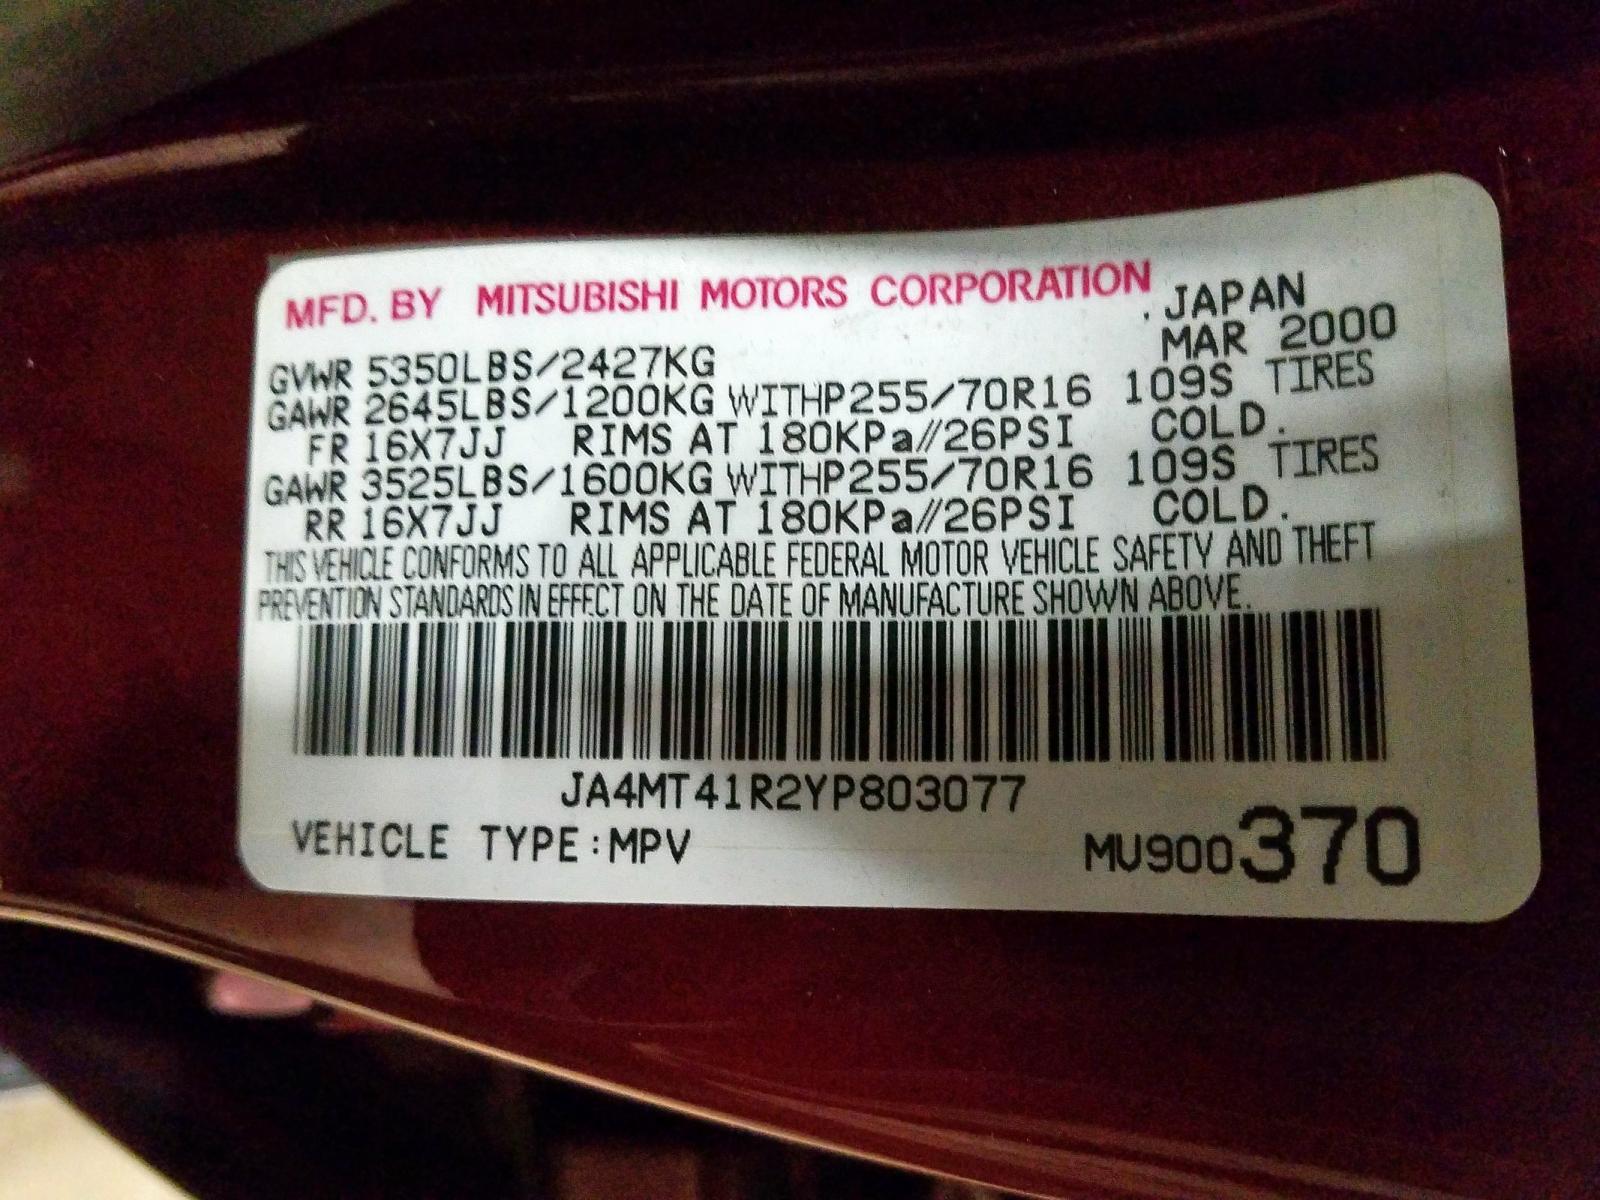 MFD. BY MITSUBISHI MOTORS CORPORATION . JAPAN
MAR 2000
GVWR 5350LBS/2427KG
GAWR 2645LBS/1200KG WITHP255/70R16 109S TIRES
FR 16X7JJ RIMS AT 180KPa//26PSI COLD.
GAWR 3525LBS/1600KG WITHP255/70R16 109S TIRES
RR 16X7JJ RIMS AT 180KPa//26PSI COLD.
THIS VEHICLE CONFORMS TO ALL APPLICABLE FEDERAL MOTOR VEHICLE SAFETY AND THEFT
PREVENTION STANDARDS IN EFFECT ON THE DATE OF MANUFACTURE SHOWN ABOVE.
JA4MT41R2YP803077
VEHICLE TYPE:MPV MU900370